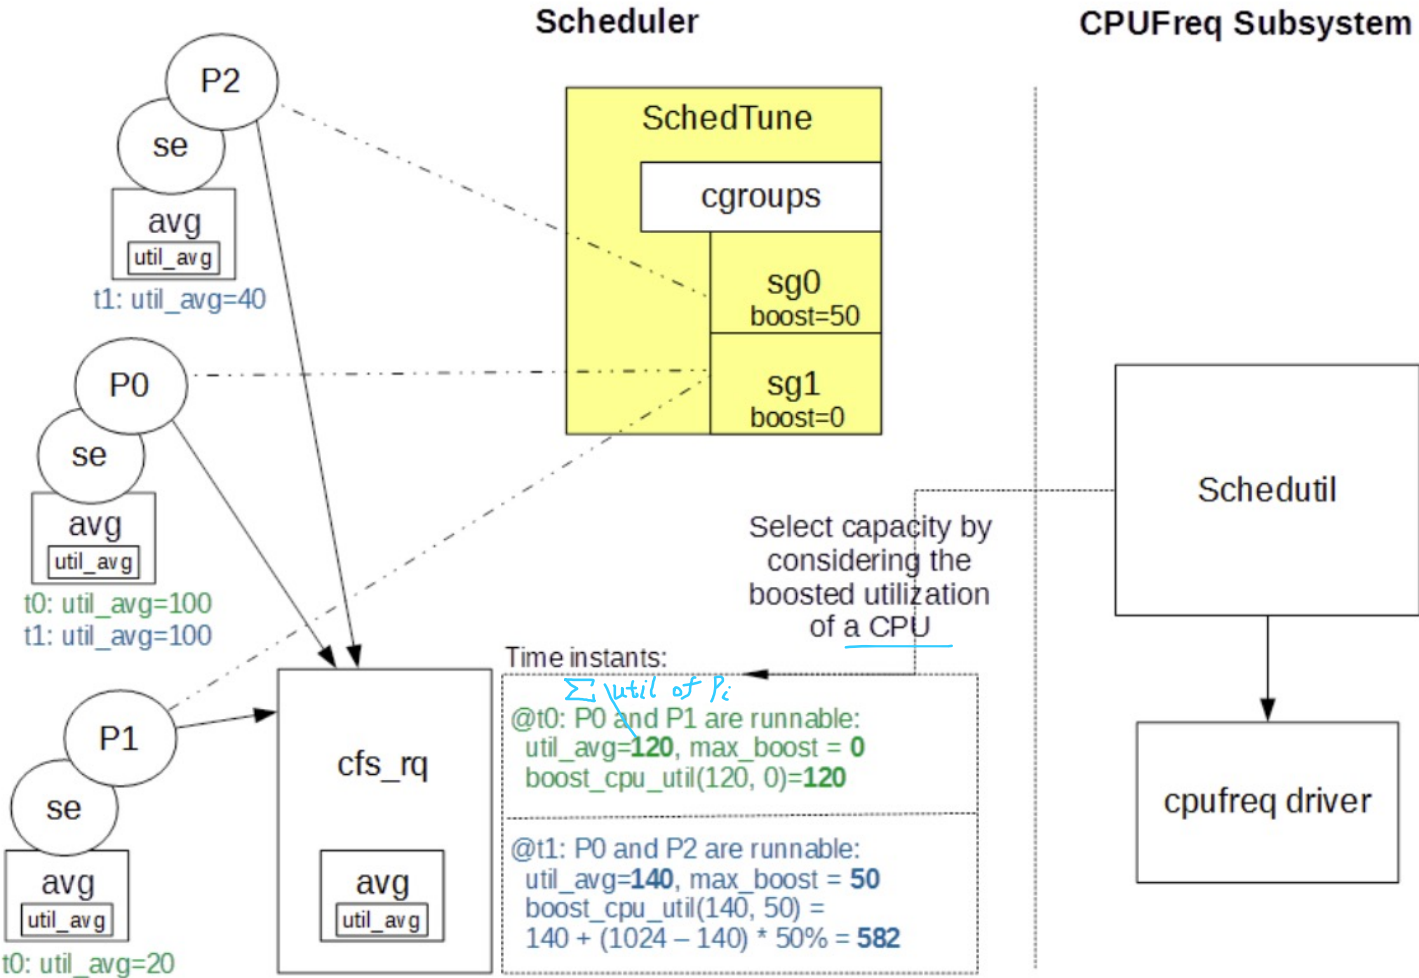 Scheduler
CPUFreq Subsystem
P2
se
avg
util_avg
t1: util_avg=40
SchedTune
cgroups
sg0
boost=50
sg1
boost=0
P0
se
avg
util_avg
t0: util_avg=100
t1: util_avg=100
Schedutil
Select capacity by
considering the
boosted utilization
of a CPU
P1
se
avg
util_avg
t0: util_avg=20
cfs_rq
avg
util_avg
Time instants:
Σ util of Pi
@t0: P0 and P1 are runnable:
util_avg=120, max_boost = 0
boost_cpu_util(120, 0)=120
@t1: P0 and P2 are runnable:
util_avg=140, max_boost = 50
boost_cpu_util(140, 50) =
140 + (1024 – 140) * 50% = 582
cpufreq driver